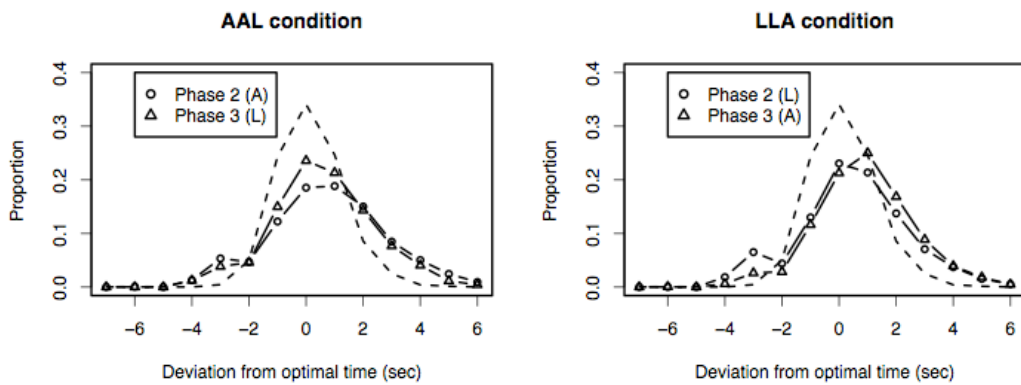 AAL condition
Proportion
0.4
0.3
0.2
0.1
0.0
Phase 2 (A)
Phase 3 (L)
−6 −4 −2 0 2 4 6
Deviation from optimal time (sec)
LLA condition
Proportion
0.4
0.3
0.2
0.1
0.0
Phase 2 (L)
Phase 3 (A)
−6 −4 −2 0 2 4 6
Deviation from optimal time (sec)